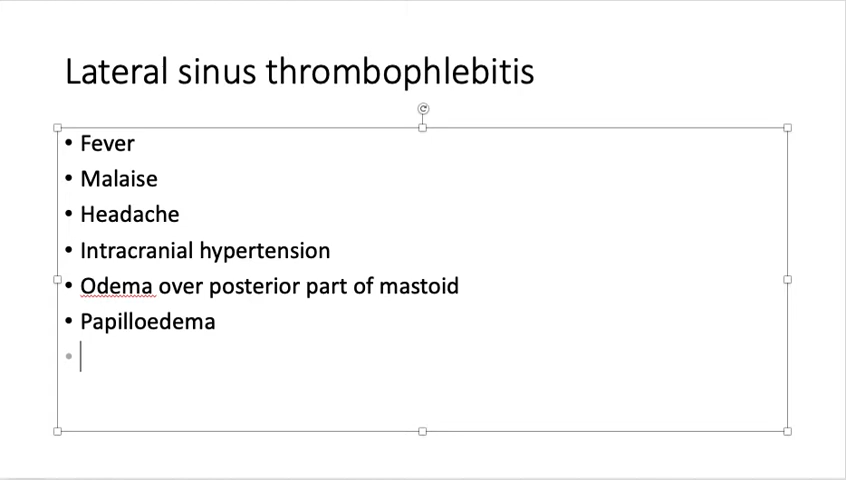 Lateral sinus thrombophlebitis
• Fever
• Malaise
• Headache
• Intracranial hypertension
• Odema over posterior part of mastoid
• Papilloedema
•